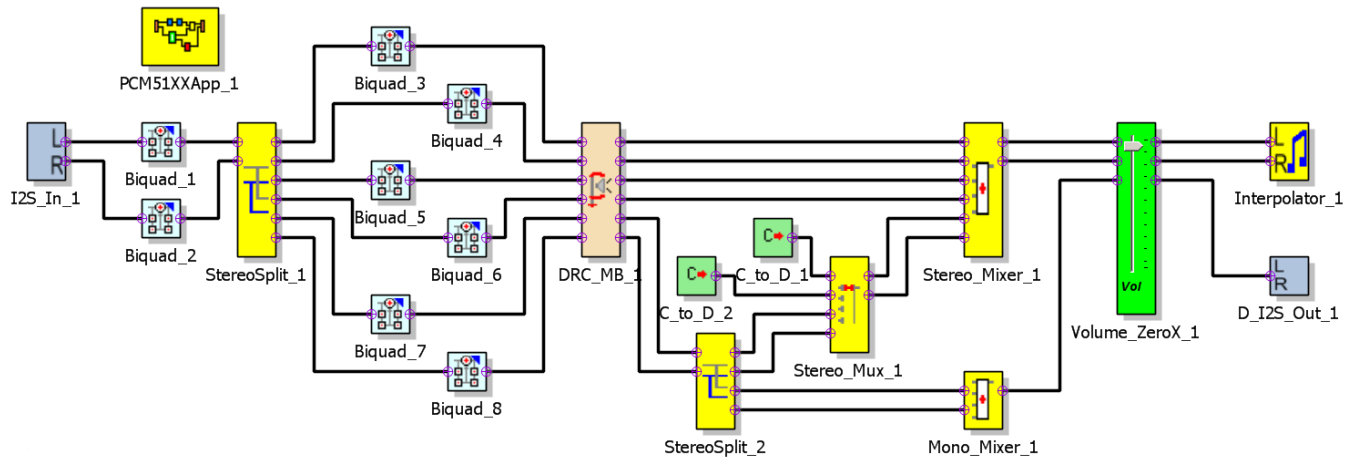 PCM51XXApp_1
Biquad_3
Biquad_4
L
R
I2S_In_1
Biquad_1
Biquad_2
StereoSplit_1
Biquad_5
Biquad_6
Biquad_7
Biquad_8
DRC_MB_1
C
C_to_D_1
C
C_to_D_2
Stereo_Mux_1
StereoSplit_2
Stereo_Mixer_1
Mono_Mixer_1
Vol
Volume_ZeroX_1
L
R
Interpolator_1
L
R
D_I2S_Out_1